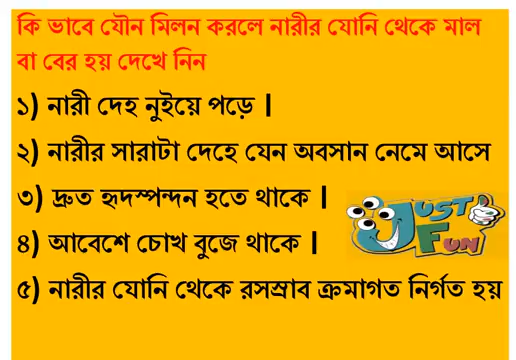 কি ভাবে যৌন মিলন করলে নারীর যোনি থেকে মাল
বা বের হয় দেখে নিন
১) নারী দেহ নুইয়ে পড়ে ।
২) নারীর সারাটা দেহে যেন অবসান নেমে আসে
৩) দ্রুত হৃদস্পন্দন হতে থাকে ।
৪) আবেশে চোখ বুজে থাকে ।
৫) নারীর যোনি থেকে রসস্রাব ক্রমাগত নির্গত হয়
JUST
FUN